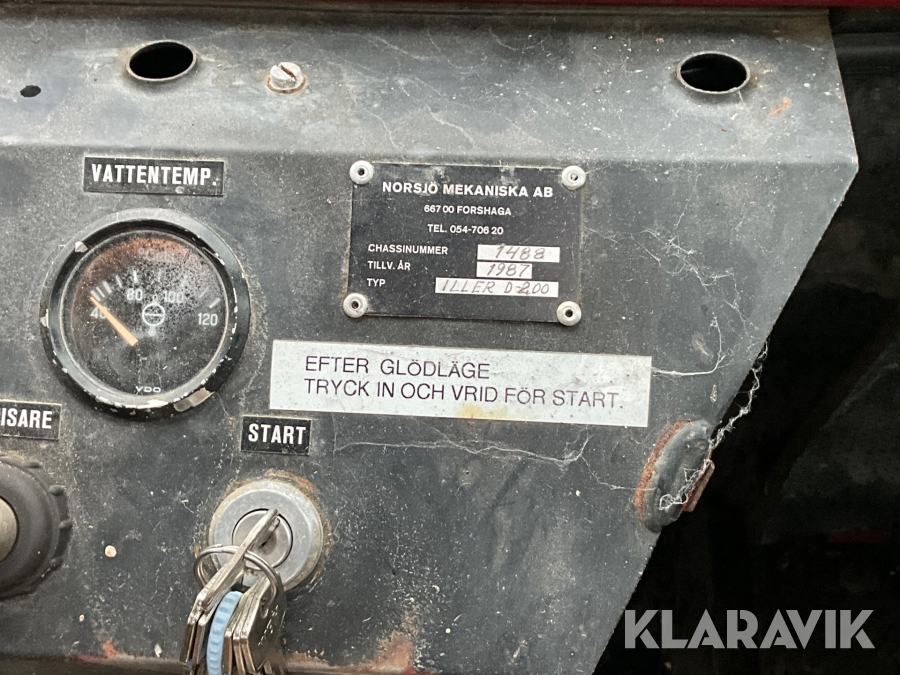 VATTENTEMP.
40 80 100 120
VDO
NORSJÖ MEKANISKA AB
667 00 FORSHAGA
TEL. 054-706 20
CHASSINUMMER 1488
TILLV. ÅR 1987
TYP ILLER D-200
EFTER GLÖDLÄGE
TRYCK IN OCH VRID FÖR START.
ISARE
START
KLARAVIK